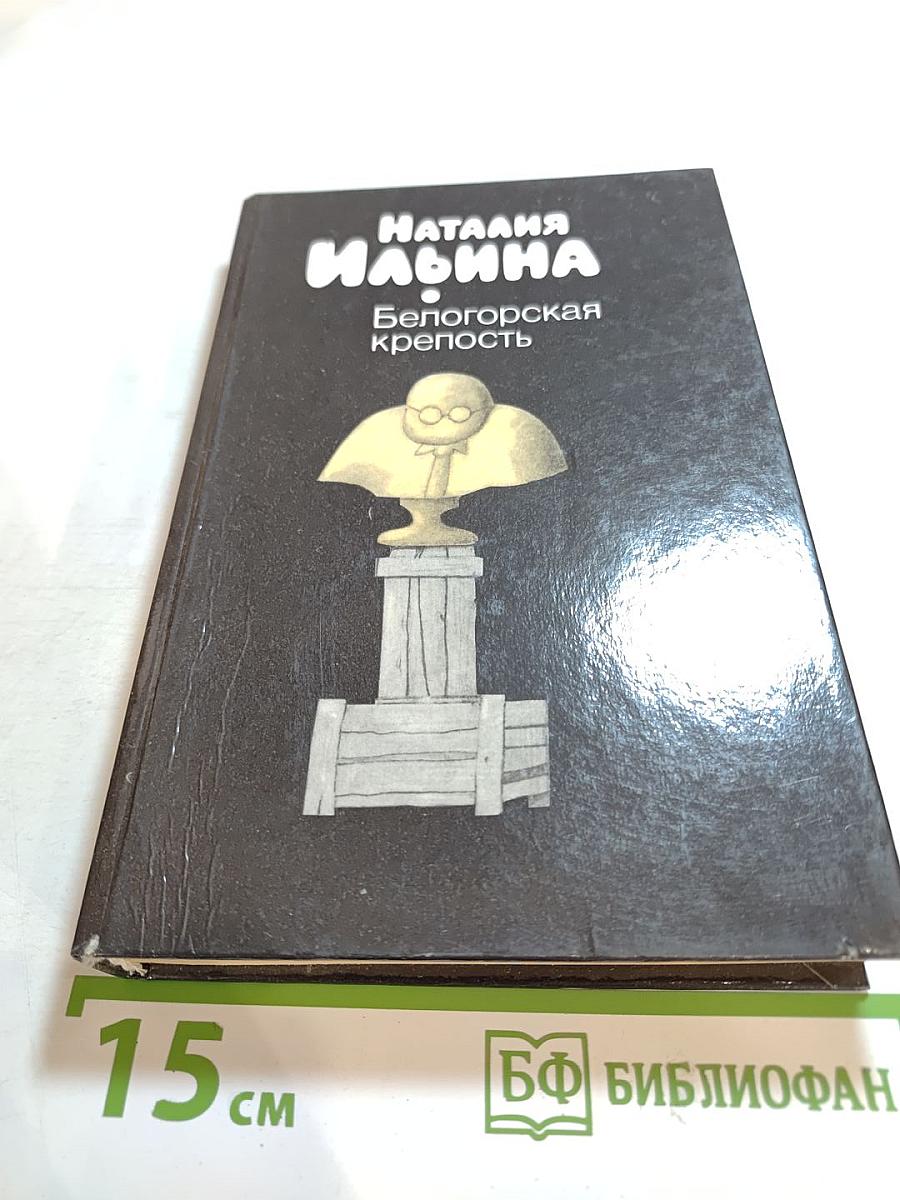 Наталия
Ильина
Белогорская
крепость
15 см
БФ БИБЛИОФАН